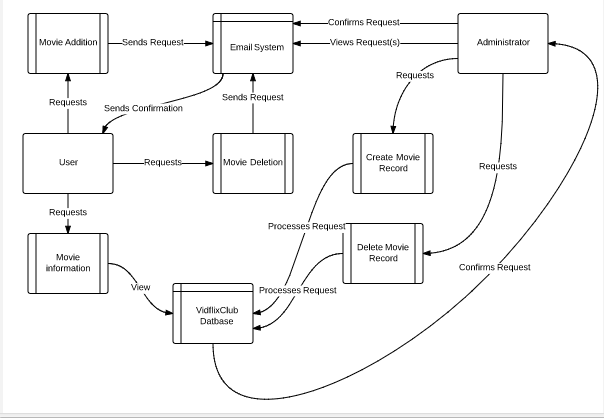 Confirms Request
Movie Addition
Sends Request
Email System
Views Request(s)
Administrator
Requests
Requests
Sends Confirmation
Sends Request
User
Requests
Movie Deletion
Create Movie
Record
Requests
Requests
Processes Request
Movie
information
Delete Movie
Record
Confirms Request
View
Processes Request
VidflixClub
Datbase